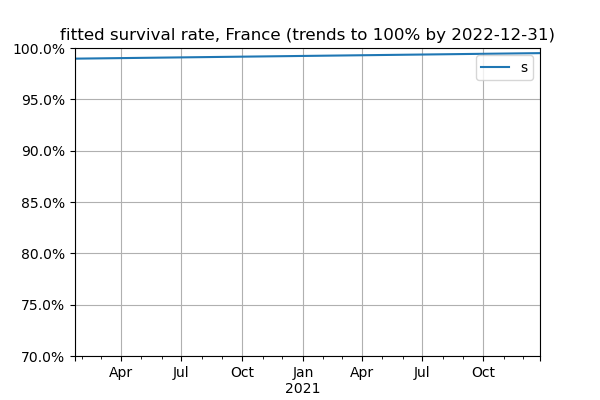 fitted survival rate, France (trends to 100% by 2022-12-31)
100.0%
s
95.0%
90.0%
85.0%
80.0%
75.0%
70.0%
Apr Jul Oct Jan Apr Jul Oct
2021